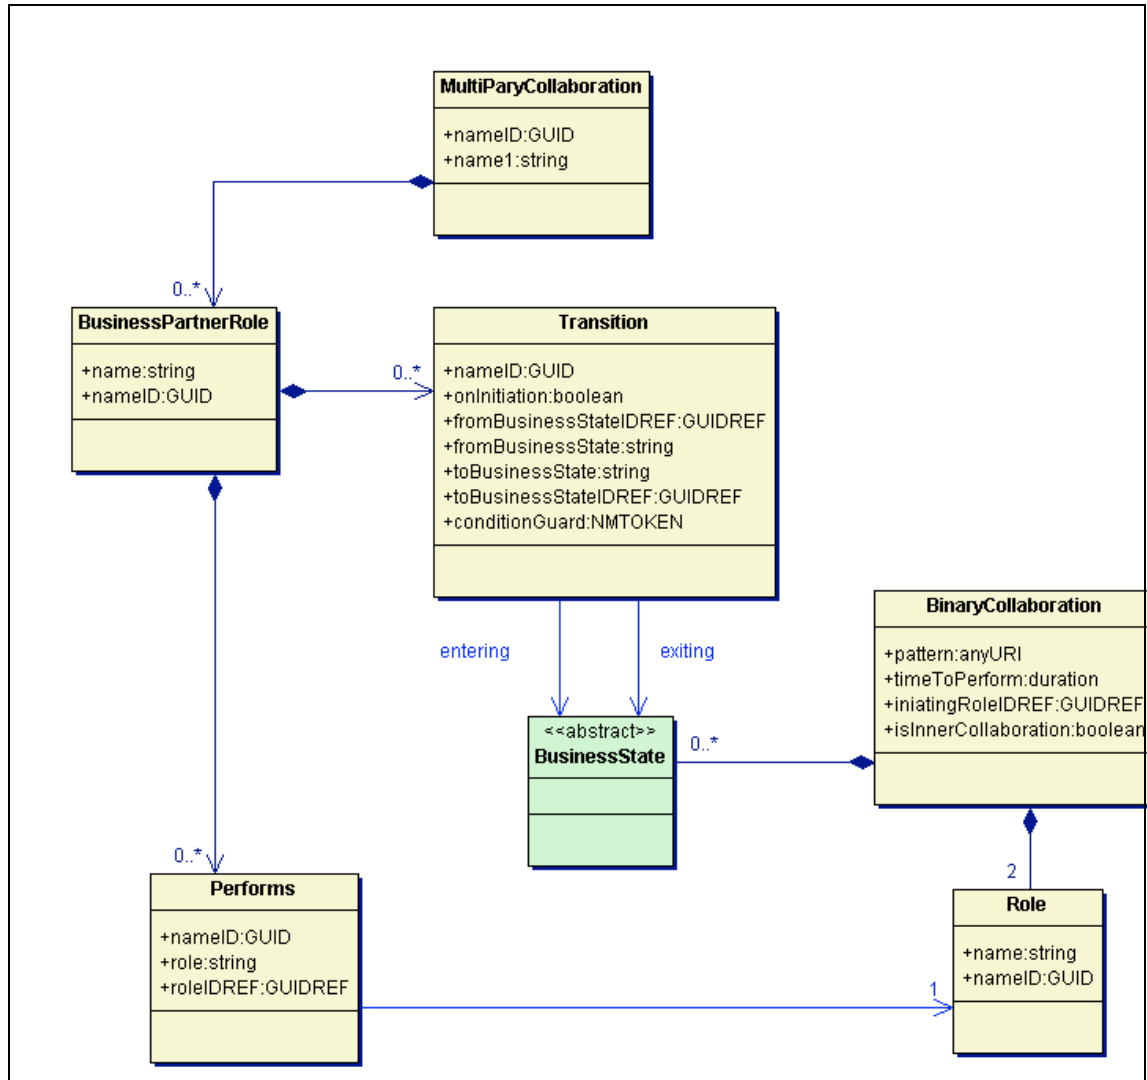 MultiParyCollaboration
+nameID:GUID
+name1:string
0..*
BusinessPartnerRole
+name:string
+nameID:GUID
0..*
Transition
+nameID:GUID
+onInitiation:boolean
+fromBusinessStateIDREF:GUIDREF
+fromBusinessState:string
+toBusinessState:string
+toBusinessStateIDREF:GUIDREF
+conditionGuard:NMTOKEN
entering
exiting
BinaryCollaboration
+pattern:anyURI
+timeToPerform:duration
+iniatingRoleIDREF:GUIDREF
+isInnerCollaboration:boolean
<<abstract>>
BusinessState
0..*
0..*
Performs
+nameID:GUID
+role:string
+roleIDREF:GUIDREF
2
Role
+name:string
+nameID:GUID
1